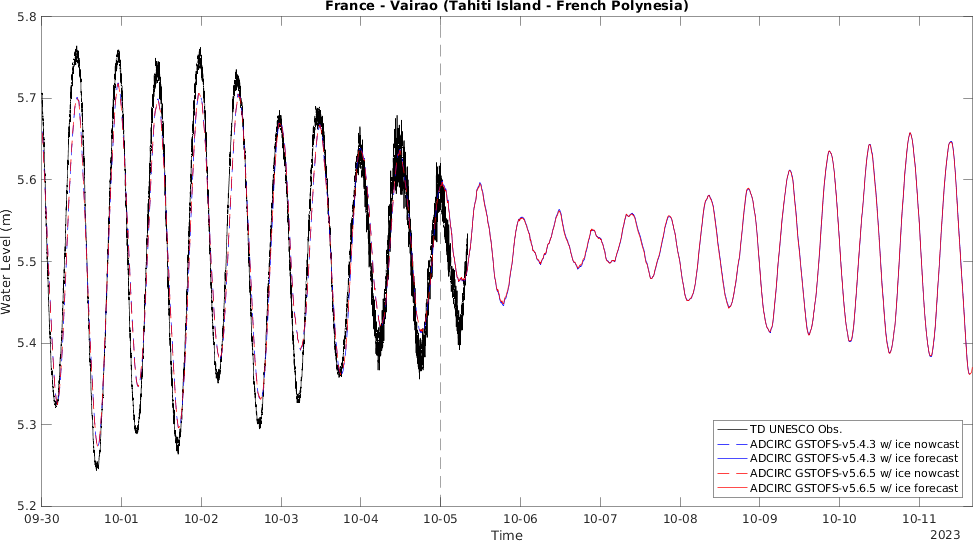 France - Vairao (Tahiti Island - French Polynesia)
5.8
5.7
5.6
5.5
5.4
5.3
5.2
Water Level (m)
09-30
10-01
10-02
10-03
10-04
10-05
10-06
10-07
10-08
10-09
10-10
10-11
Time
2023
TD UNESCO Obs.
ADCIRC GSTOFS-v5.4.3 w/ ice nowcast
ADCIRC GSTOFS-v5.4.3 w/ ice forecast
ADCIRC GSTOFS-v5.6.5 w/ ice nowcast
ADCIRC GSTOFS-v5.6.5 w/ ice forecast